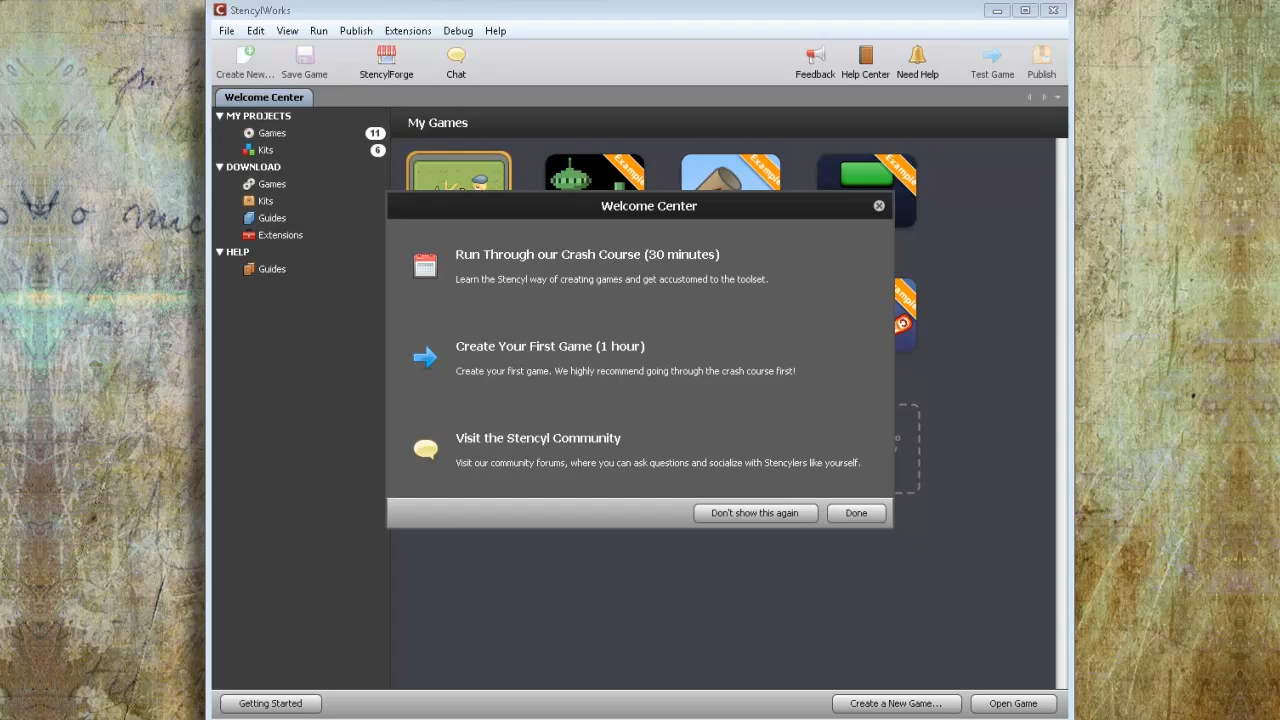 StencylWorks
File Edit View Run Publish Extensions Debug Help
Create New... Save Game StencylForge Chat Feedback Help Center Need Help Test Game Publish
Welcome Center
MY PROJECTS
Games 11
Kits 6
DOWNLOAD
Games
Kits
Guides
Extensions
HELP
Guides
My Games
Example Example Example
Welcome Center
Run Through our Crash Course (30 minutes)
Learn the Stencyl way of creating games and get accustomed to the toolset.
Create Your First Game (1 hour)
Create your first game. We highly recommend going through the crash course first!
Visit the Stencyl Community
Visit our community forums, where you can ask questions and socialize with Stencylers like yourself.
Don't show this again Done
Getting Started Create a New Game... Open Game